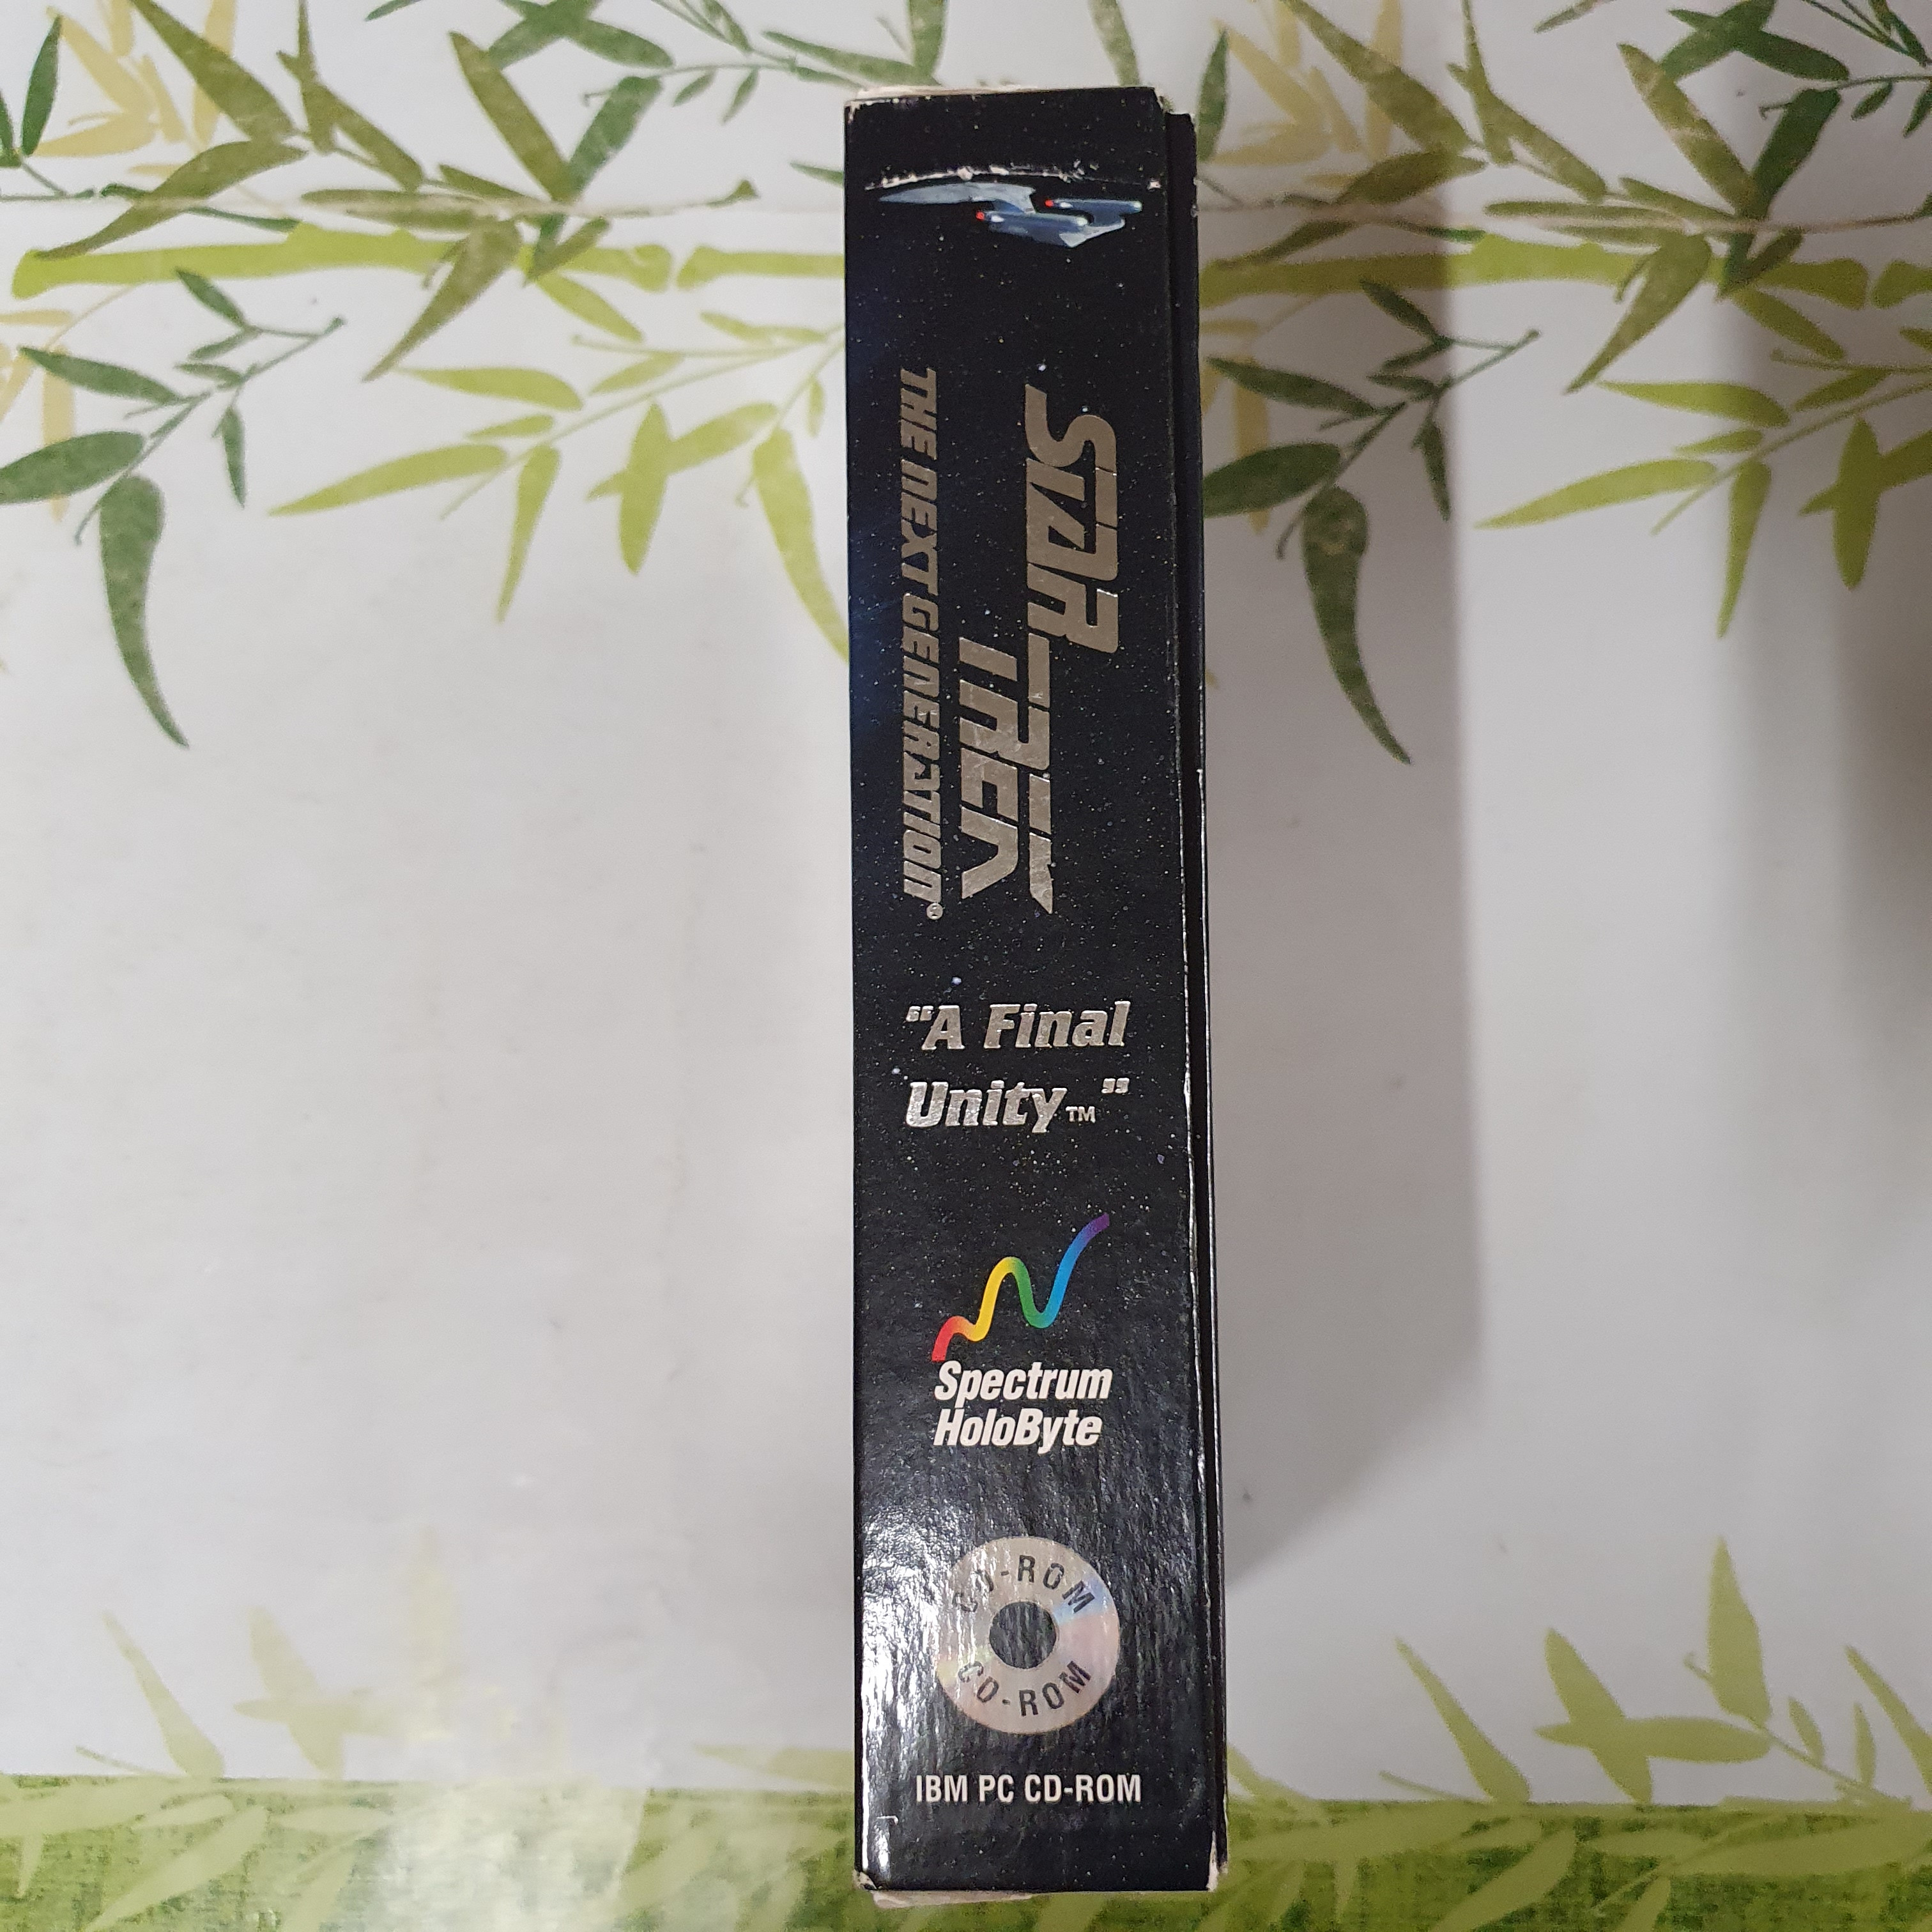 STAR TREK
THE NEXT GENERATION®
"A Final
Unity™"
Spectrum
HoloByte
CD-ROM
CD-ROM
IBM PC CD-ROM